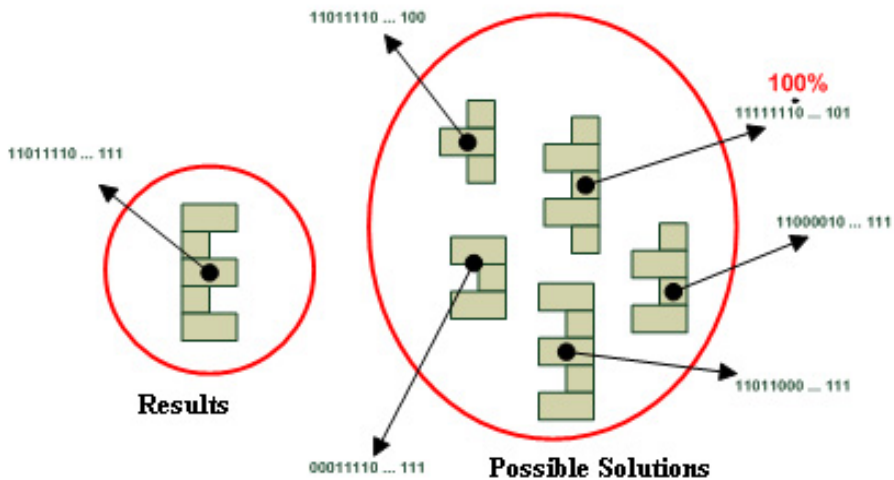 11011110 ... 100
100%
11111110 ... 101
11011110 ... 111
11000010 ... 111
11011000 ... 111
Results
00011110 ... 111
Possible Solutions